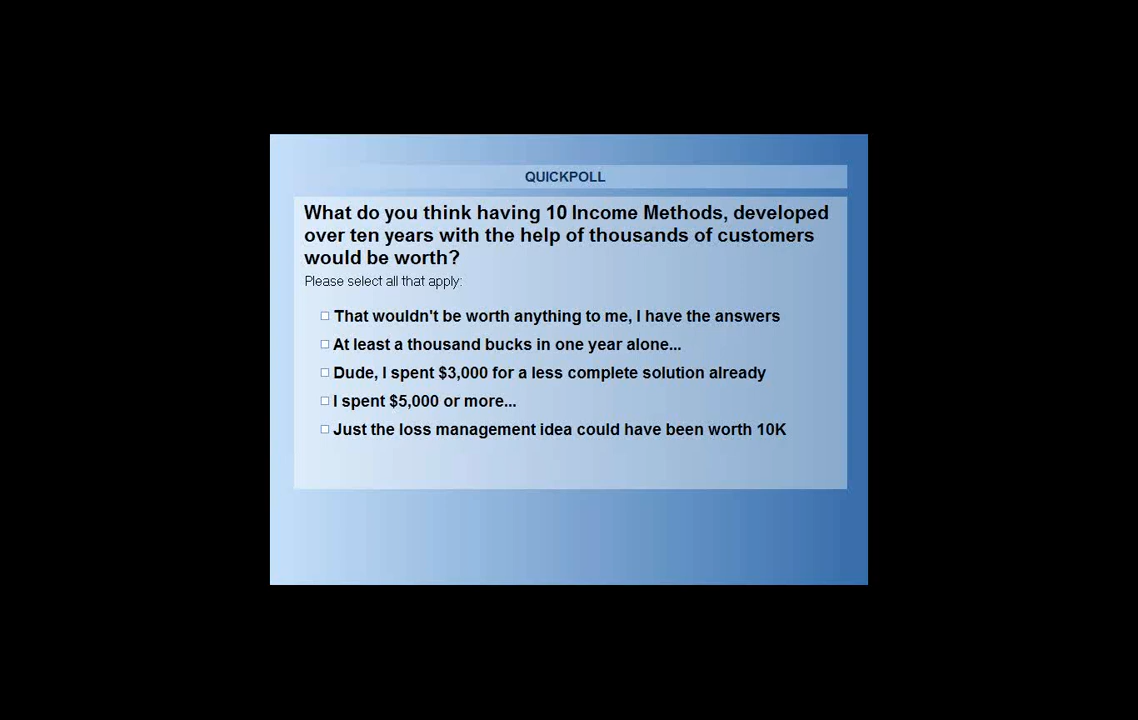 QUICKPOLL
What do you think having 10 Income Methods, developed
over ten years with the help of thousands of customers
would be worth?
Please select all that apply:
That wouldn't be worth anything to me, I have the answers
At least a thousand bucks in one year alone...
Dude, I spent $3,000 for a less complete solution already
I spent $5,000 or more...
Just the loss management idea could have been worth 10K